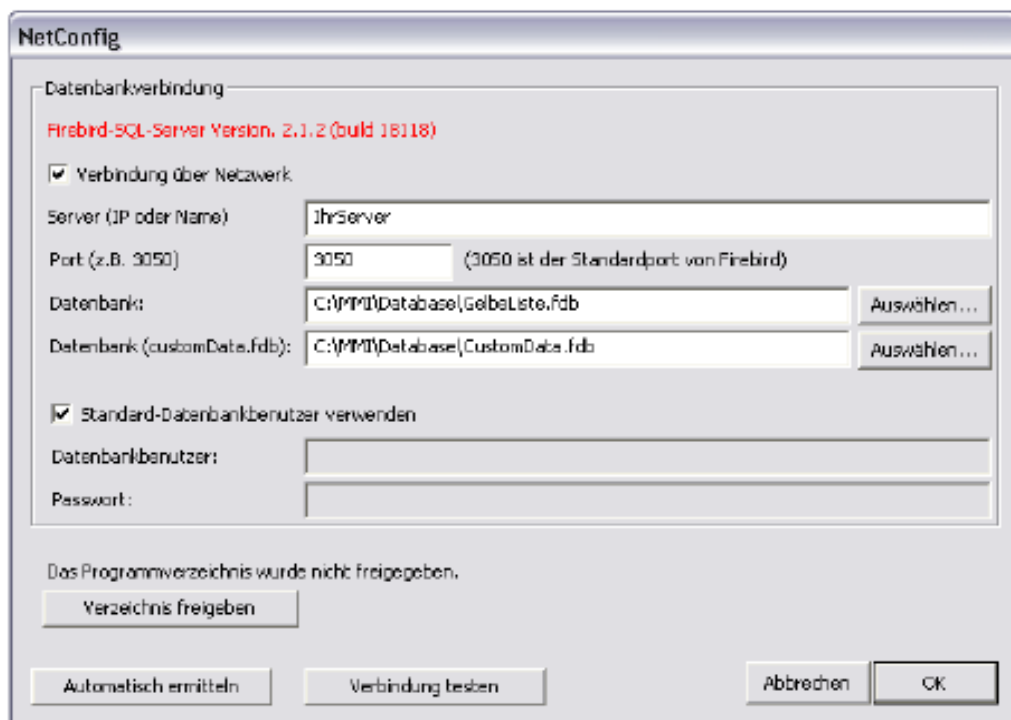 NetConfig
Datenbankverbindung
Firebird-SQL-Server Version. 2.1.2 (build 18118)
Verbindung über Netzwerk
Server (IP oder Name) IhrServer
Port (z.B. 3050) 3050 (3050 ist der Standardport von Firebird)
Datenbank: C:\MMI\Database\GelbeListe.fdb Auswählen...
Datenbank (customData.fdb): C:\MMI\Database\CustomData.fdb Auswählen...
Standard-Datenbankbenutzer verwenden
Datenbankbenutzer:
Passwort:
Das Programmverzeichnis wurde nicht freigegeben.
Verzeichnis freigeben
Automatisch ermitteln Verbindung testen Abbrechen OK